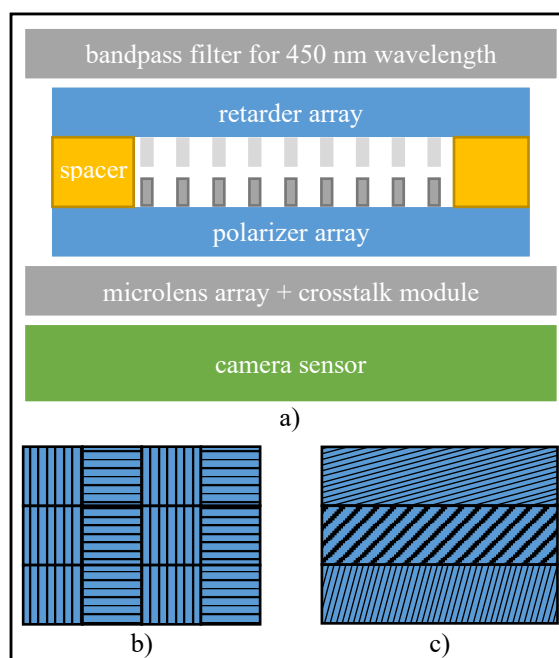 bandpass filter for 450 nm wavelength
retarder array
spacer
polarizer array
microlens array + crosstalk module
camera sensor
a)
b) c)